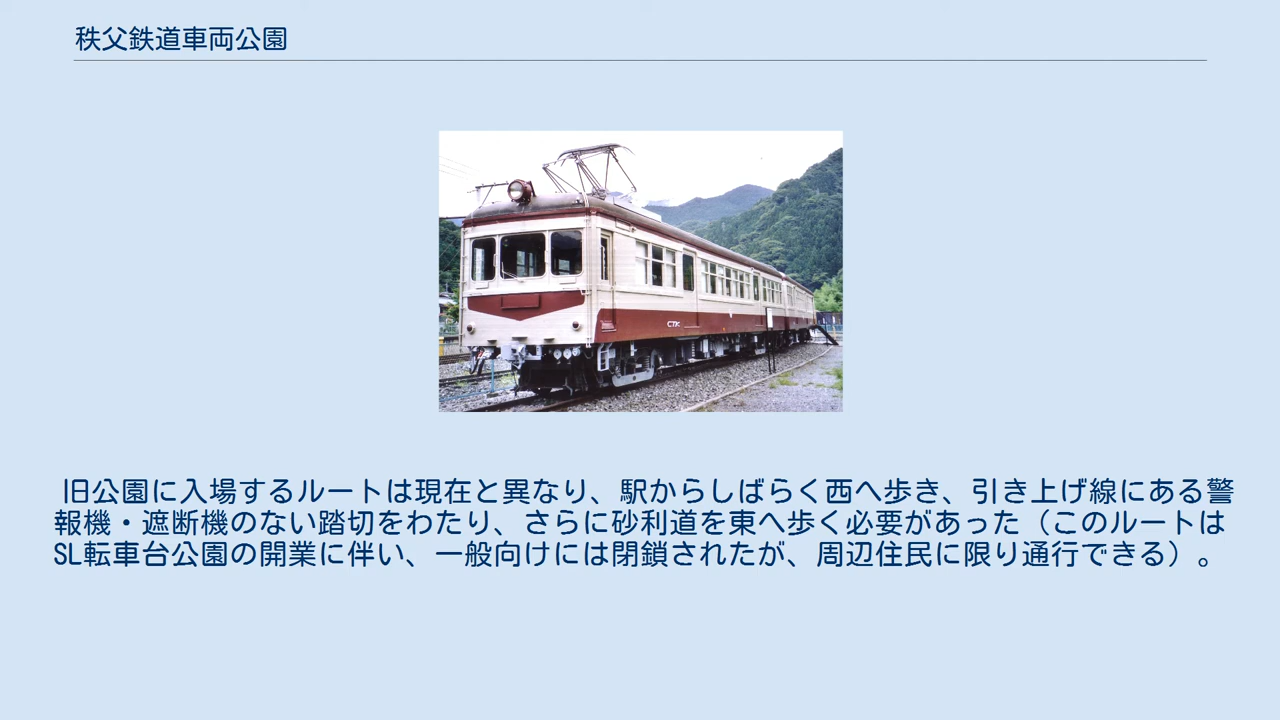 秩父鉄道車両公園
CTK
旧公園に入場するルートは現在と異なり、駅からしばらく西へ歩き、引き上げ線にある警
報機・遮断機のない踏切をわたり、さらに砂利道を東へ歩く必要があった（このルートは
SL転車台公園の開業に伴い、一般向けには閉鎖されたが、周辺住民に限り通行できる）。